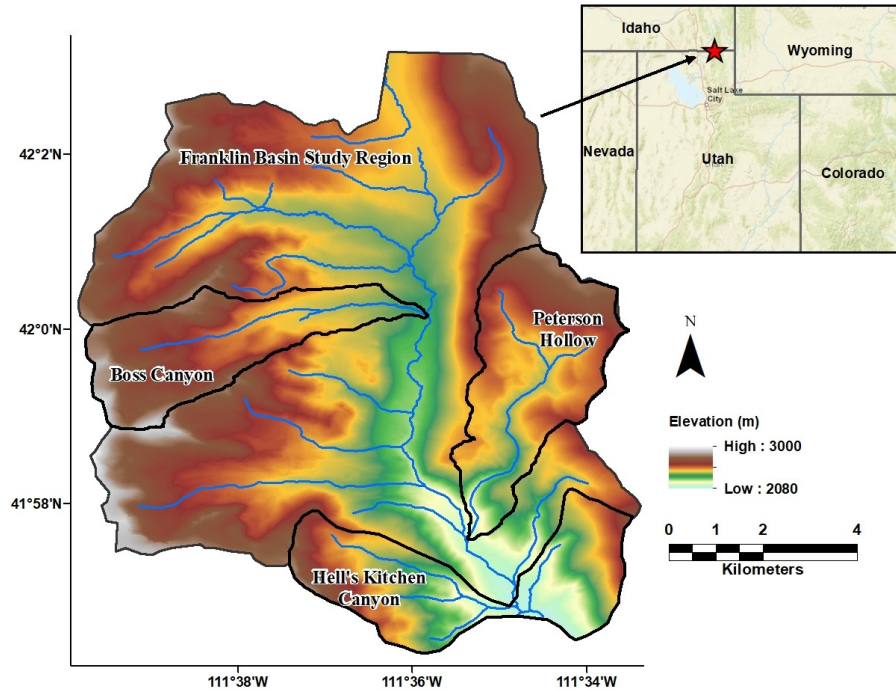 Idaho
Wyoming
Salt Lake
City
Nevada
Utah
Colorado
42°2'N
Franklin Basin Study Region
42°0'N
Peterson
Hollow
N
Boss Canyon
Elevation (m)
High : 3000
Low : 2080
41°58'N
0 1 2 4
Kilometers
Hell's Kitchen
Canyon
111°38'W 111°36'W 111°34'W